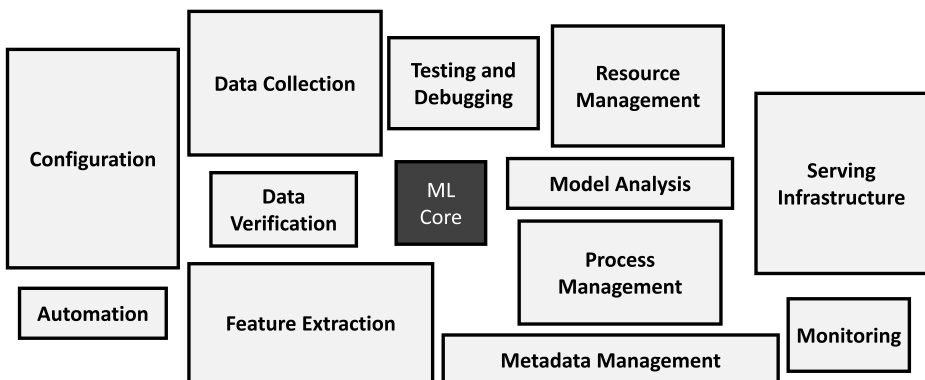 Configuration
Data Collection
Testing and
Debugging
Resource
Management
Serving
Infrastructure
Data
Verification
ML
Core
Model Analysis
Process
Management
Automation
Feature Extraction
Metadata Management
Monitoring